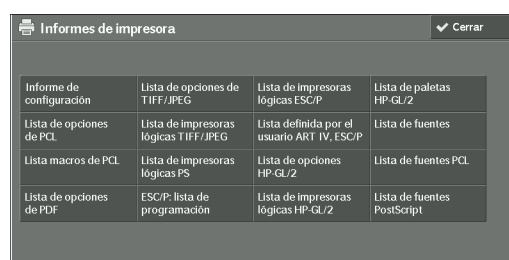 Informes de impresora
Cerrar
Informe de
configuración
Lista de opciones de
TIFF/JPEG
Lista de impresoras
lógicas ESC/P
Lista de paletas
HP-GL/2
Lista de opciones
de PCL
Lista de impresoras
lógicas TIFF/JPEG
Lista definida por el
usuario ART IV, ESC/P
Lista de fuentes
Lista macros de PCL
Lista de impresoras
lógicas PS
Lista de opciones
HP-GL/2
Lista de fuentes PCL
Lista de opciones
de PDF
ESC/P: lista de
programación
Lista de impresoras
lógicas HP-GL/2
Lista de fuentes
PostScript